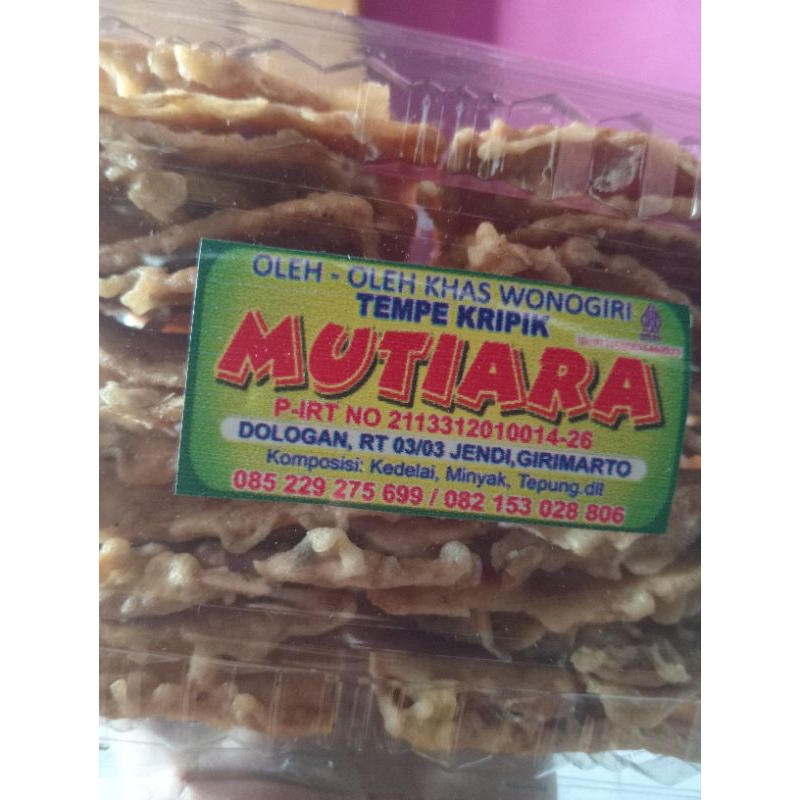 OLEH - OLEH KHAS WONOGIRI
TEMPE KRIPIK
MUTIARA
P-IRT NO 2113312010014-26
DOLOGAN, RT 03/03 JENDI,GIRIMARTO
Komposisi: Kedelai, Minyak, Tepung.dll
085 229 275 699 / 082 153 028 806